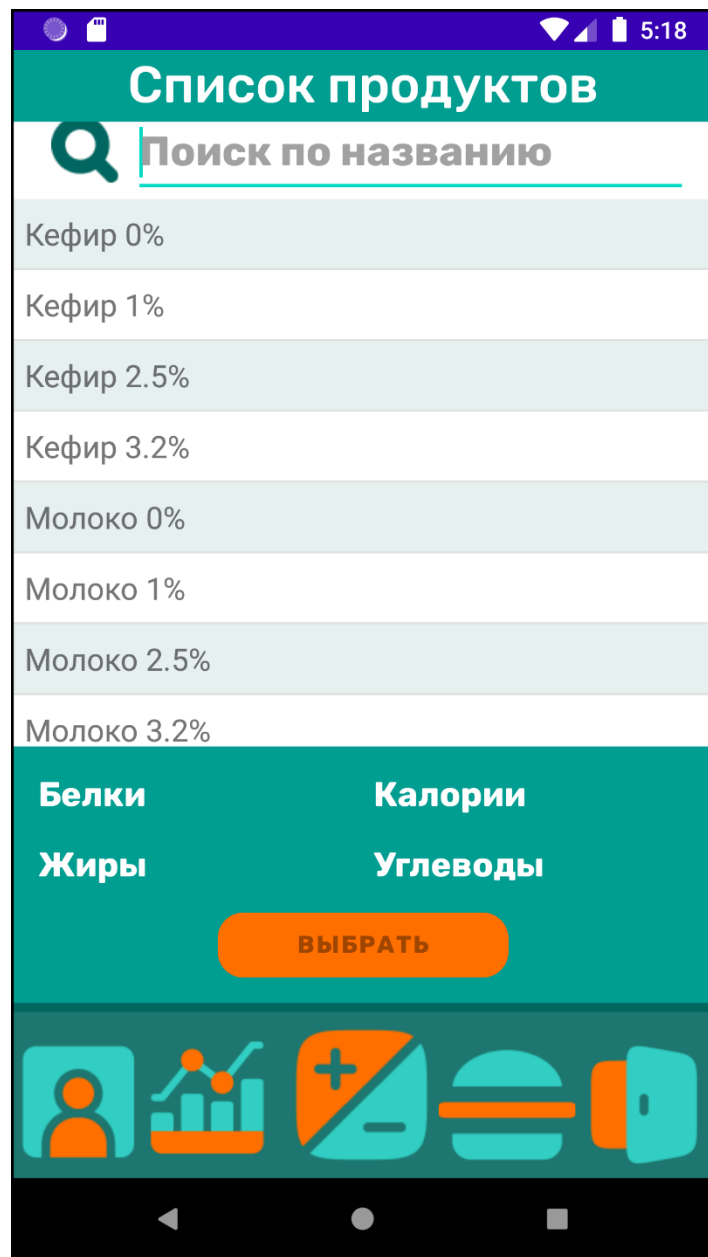 5:18
Список продуктов
Поиск по названию
Кефир 0%
Кефир 1%
Кефир 2.5%
Кефир 3.2%
Молоко 0%
Молоко 1%
Молоко 2.5%
Молоко 3.2%
Белки Калории
Жиры Углеводы
ВЫБРАТЬ